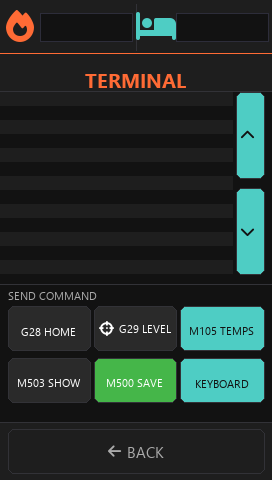 TERMINAL
SEND COMMAND
G28 HOME
G29 LEVEL
M105 TEMPS
M503 SHOW
M500 SAVE
KEYBOARD
BACK